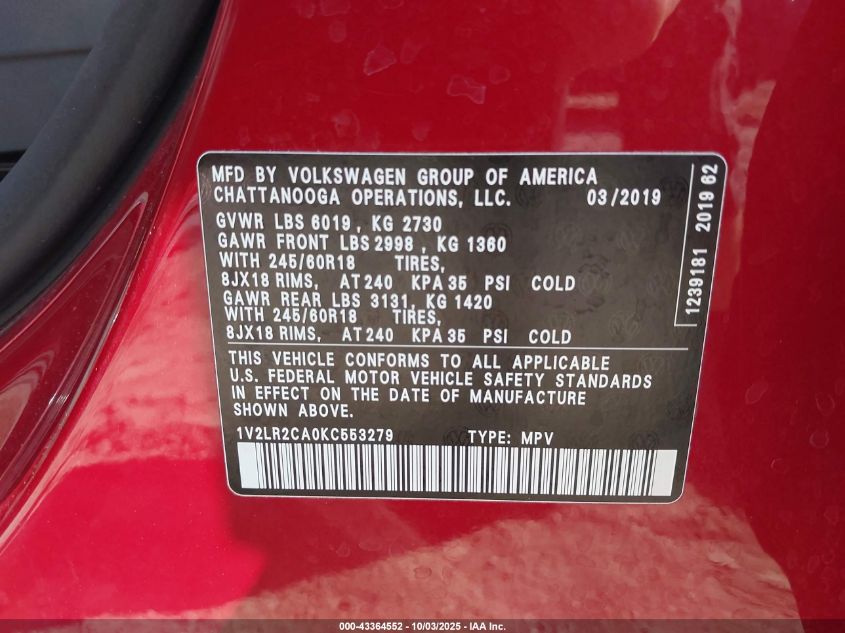 MFD BY VOLKSWAGEN GROUP OF AMERICA
CHATTANOOGA OPERATIONS, LLC. 03/2019
GVWR LBS 6019, KG 2730
GAWR FRONT LBS 2998, KG 1360
WITH 245/60R18 TIRES,
8JX18 RIMS, AT 240 KPA 35 PSI COLD
GAWR REAR LBS 3131, KG 1420
WITH 245/60R18 TIRES,
8JX18 RIMS, AT 240 KPA 35 PSI COLD
THIS VEHICLE CONFORMS TO ALL APPLICABLE
U.S. FEDERAL MOTOR VEHICLE SAFETY STANDARDS
IN EFFECT ON THE DATE OF MANUFACTURE
SHOWN ABOVE.
1V2LR2CA0KC553279 TYPE: MPV
1239181 2019 62
000-43364552 - 10/03/2025 - IAA Inc.